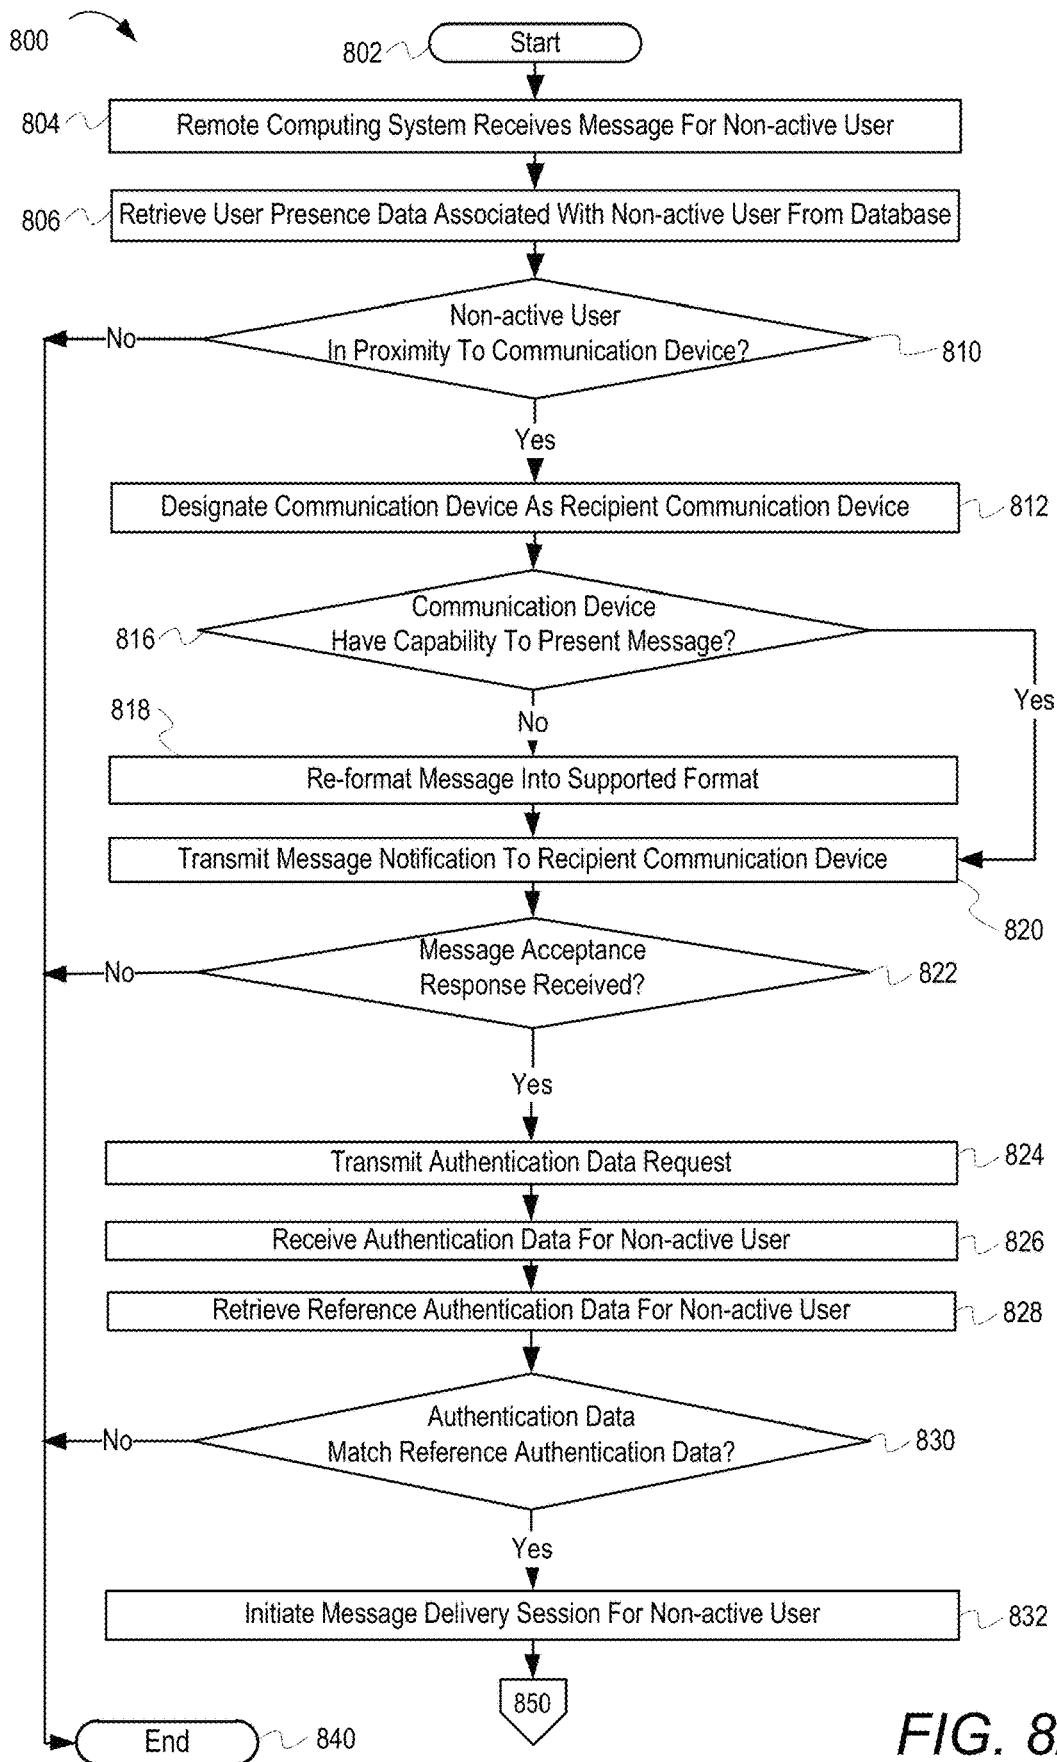 800
802
Start
804
Remote Computing System Receives Message For Non-active User
806
Retrieve User Presence Data Associated With Non-active User From Database
No
Non-active User
In Proximity To Communication Device?
810
Yes
Designate Communication Device As Recipient Communication Device
812
816
Communication Device
Have Capability To Present Message?
Yes
818
No
Re-format Message Into Supported Format
Transmit Message Notification To Recipient Communication Device
820
No
Message Acceptance
Response Received?
822
Yes
Transmit Authentication Data Request
824
Receive Authentication Data For Non-active User
826
Retrieve Reference Authentication Data For Non-active User
828
No
Authentication Data
Match Reference Authentication Data?
830
Yes
Initiate Message Delivery Session For Non-active User
832
850
End
840
FIG. 8